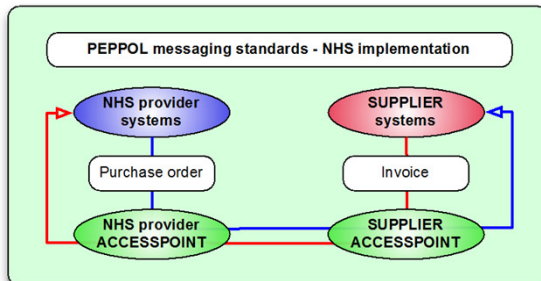 PEPPOL messaging standards - NHS implementation
NHS provider
systems
SUPPLIER
systems
Purchase order
Invoice
NHS provider
ACCESSPOINT
SUPPLIER
ACCESSPOINT